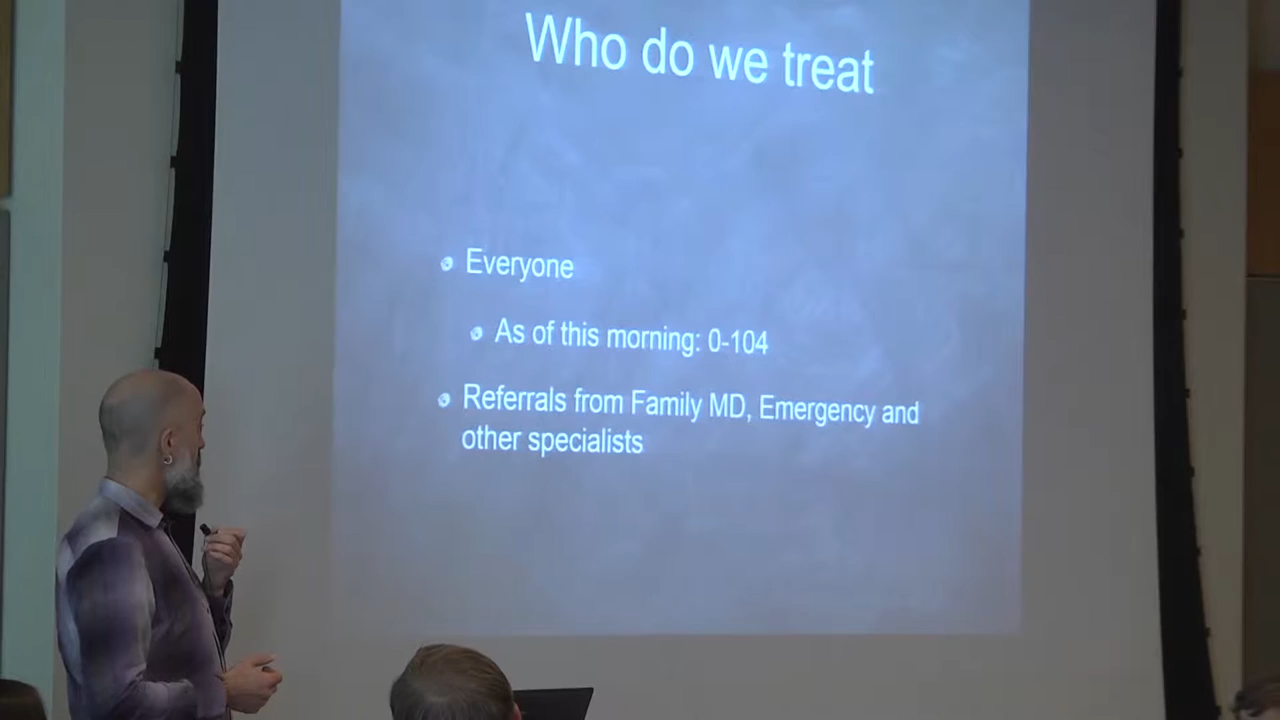 Who do we treat
Everyone
As of this morning: 0-104
Referrals from Family MD, Emergency and
other specialists